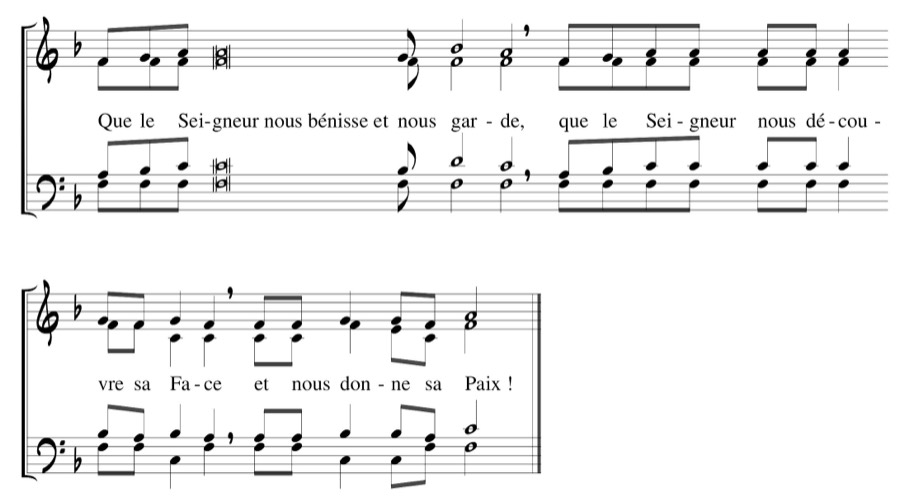 Que le Sei-gneur nous bénisse et nous gar - de, que le Sei - gneur nous dé - cou -
vre sa Fa - ce et nous don - ne sa Paix !